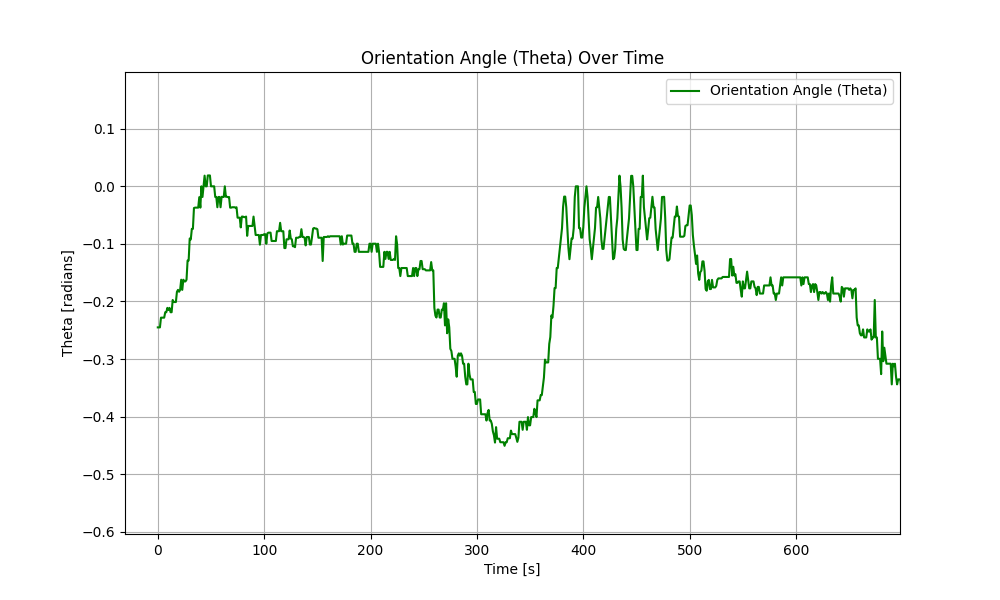 Orientation Angle (Theta) Over Time
Orientation Angle (Theta)
Theta [radians]
0.1
0.0
−0.1
−0.2
−0.3
−0.4
−0.5
−0.6
0 100 200 300 400 500 600
Time [s]